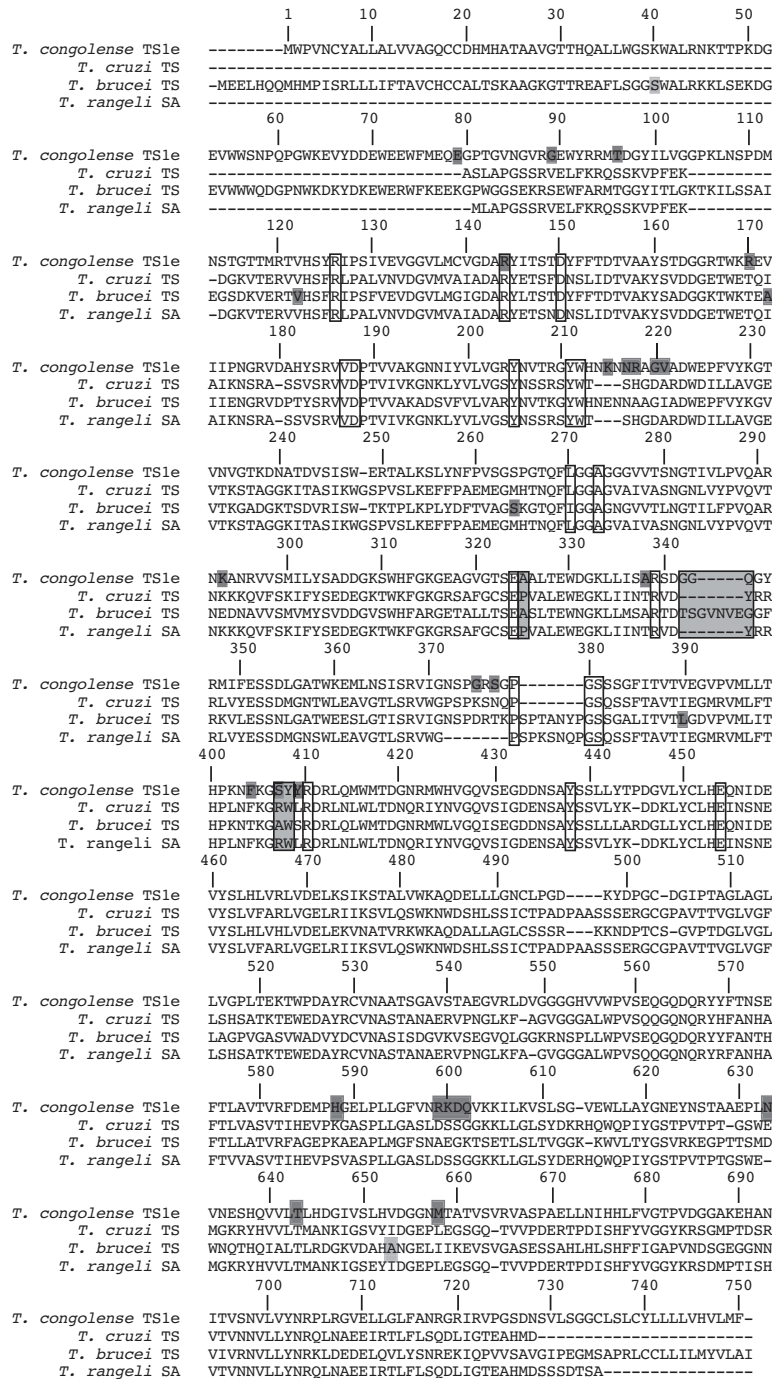 1 10 20 30 40 50
T. congolense TS1e --------MWPVNCYALLALVVAGQCCDHMHATAAVGTTHQALLWGSKWALRNKTTPKDG
T. cruzi TS ------------------------------------------------------------
T. brucei TS -MEELHQQMHMPISRLLLIFTAVCHCCALTSKAAGKGTTREAFLSGGSWALRKKLSEKDG
T. rangeli SA ------------------------------------------------------------
60 70 80 90 100 110
T. congolense TS1e EVWWSNPQPGWKEVYDDEWEEWFMEQEGPTGVNGVRGEWYRRMTDGYILVGGPKLNSPDM
T. cruzi TS ---------------------------ASLAPGSSRVELFKRQSSKVPFEK---------
T. brucei TS EVWWWQDGPNWKDKYDKEWERWFKEEKGPWGGSEKRSEWFARMTGGYITLGKTKILSSAI
T. rangeli SA ----------------------------MLAPGSSRVELFKRQSSKVPFEK---------
120 130 140 150 160 170
T. congolense TS1e NSTGTTMRTVHSYRIPSIVEVGGVLMCVGDARYITSTDYFFTDTVAAYSTDGGRTWKREV
T. cruzi TS -DGKVTERVVHSFRLPALVNVDGVMVAIADARYETSFDNSLIDTVAKYSVDDGETWETQI
T. brucei TS EGSDKVERTVHSFRIPSFVEVDGVLMGIGDARYLTSTDYFFTDTVAKYSADGGKTWKTEA
T. rangeli SA -DGKVTERVVHSFRLPALVNVDGVMVAIADARYETSNDNSLIDTVAKYSVDDGETWETQI
180 190 200 210 220 230
T. congolense TS1e IIPNGRVDAHYSRVVDPTVVAKGNNIYVLVGRYNVTRGYWHNKNNRAGVADWEPFVYKGT
T. cruzi TS AIKNSRA-SSVSRVVDPTVIVKGNKLYVLVGSYNSSRSYWT---SHGDARDWDILLAVGE
T. brucei TS IIENGRVDPTYSRVVDPTVVAKADSVFVLVARYNVTKGYWHNENNAAGIADWEPFVYKGV
T. rangeli SA AIKNSRA-SSVSRVVDPTVIVKGNKLYVLVGSYNSSRSYWT---SHGDARDWDILLAVGE
240 250 260 270 280 290
T. congolense TS1e VNVGTKDNATDVSISW-ERTALKSLYNFPVSGSPGTQFLGGAGGGVVTSNGTIVLPVQAR
T. cruzi TS VTKSTAGGKITASIKWGSPVSLKEFFPAEMEGMHTNQFLGGAGVAIVASNGNLVYPVQVT
T. brucei TS VTKGADGKTSDVRISW-TKTPLKPLYDFTVAGSKGTQFIGGAGNGVVTLNGTILFPVQAR
T. rangeli SA VTKSTAGGKITASIKWGSPVSLKEFFPAEMEGMHTNQFLGGAGVAIVASNGNLVYPVQVT
300 310 320 330 340
T. congolense TS1e NKANRVVSMILYSADDGKSWHFGKGEAGVGTSEAALTEWDGKLLISARSDGG-----QGY
T. cruzi TS NKKKQVFSKIFYSEDEGKTWKFGKGRSAFGCSEPVALEWEGKLIINTRVD-------YRR
T. brucei TS NEDNAVVSMVMYSVDDGVSWHFARGETALLTSEASLTEWNGKLLMSARTDTSGVNVEGGF
T. rangeli SA NKKKQVFSKIFYSEDEGKTWKFGKGRSAFGCSEPVALEWEGKLIINTRVD-------YRR
350 360 370 380 390
T. congolense TS1e RMIFESSDLGATWKEMLNSISRVIGNSPGRSGP-------GSSSGFITVTVEGVPVMLLT
T. cruzi TS RLVYESSDMGNTWLEAVGTLSRVWGPSPKSNQP-------GSQSSFTAVTIEGMRVMLFT
T. brucei TS RKVLESSNLGATWEESLGTISRVIGNSPDRTKPSPTANYPGSSGALITVTLGDVPVMLIT
T. rangeli SA RLVYESSDMGNSWLEAVGTLSRVWG-------PSPKSNQPGSQSSFTAVTIEGMRVMLFT
400 410 420 430 440 450
T. congolense TS1e HPKNFKGSYYRDRLQMWMTDGNRMWHVGQVSEGDDNSAYSSLLYTPDGVLYCLHEQNIDE
T. cruzi TS HPLNFKGRWLRDRLNLWLTDNQRIYNVGQVSIGDENSAYSSVLYK-DDKLYCLHEINSNE
T. brucei TS HPKNTKGAWSRDRLQLWMTDGNRMWLVGQISEGDDNSAYSSLLLARDGLLYCLHEQNIDE
T. rangeli SA HPLNFKGRWLRDRLNLWLTDNQRIYNVGQVSIGDENSAYSSVLYK-DDKLYCLHEINSNE
460 470 480 490 500 510
T. congolense TS1e VYSLHLVRLVDELKSIKSTALVWKAQDELLLGNCLPGD----KYDPGC-DGIPTAGLAGL
T. cruzi TS VYSLVFARLVGELRIIKSVLQSWKNWDSHLSSICTPADPAASSSERGCGPAVTTVGLVGF
T. brucei TS VYSLHLVHLVDELEKVNATVRKWKAQDALLAGLCSSSR---KKNDPTCS-GVPTDGLVGL
T. rangeli SA VYSLVFARLVGELRIIKSVLQSWKNWDSHLSSICTPADPAASSSERGCGPAVTTVGLVGF
520 530 540 550 560 570
T. congolense TS1e LVGPLTEKTWPDAYRCVNAATSGAVSTAEGVRLDVGGGGHVVWPVSEQGQDQRYYFTNSE
T. cruzi TS LSHSATKTEWEDAYRCVNASTANAERVPNGLKF-AGVGGGALWPVSQQGQNQRYHFANHA
T. brucei TS LAGPVGASVWADVYDCVNASISDGVKVSEGVQLGGKRNSPLLWPVSEQGQDQRYYFANTH
T. rangeli SA LSHSATKTEWEDAYRCVNASTANAERVPNGLKFA-GVGGGALWPVSQQGQNQRYRFANHA
580 590 600 610 620 630
T. congolense TS1e FTLAVTVRFDEMPHGELPLLGFVNRKDQVKKILKVSLSG-VEWLLAYGNEYNSTAAEPLN
T. cruzi TS FTLVASVTIHEVPKGASPLLGASLDSSGGKKLLGLSYDKRHQWQPIYGSTPVTPT-GSWE
T. brucei TS FTLLATVRFAGEPKAEAPLMGFSNAEGKTSETLSLTVGGK-KWVLTYGSVRKEGPTTSMD
T. rangeli SA FTVVASVTIHEVPSVASPLLGASLDSSGGKKLLGLSYDERHQWQPIYGSTPVTPTGSWE-
640 650 660 670 680 690
T. congolense TS1e VNESHQVVLTLHDGIVSLHVDGGNMTATVSVRVASPAELLNIHHLFVGTPVDGGAKEHAN
T. cruzi TS MGKRYHVVLTMANKIGSVYIDGEPLEGSGQ-TVVPDERTPDISHFYVGGYKRSGMPTDSR
T. brucei TS WNQTHQIALTLRDGKVDAHANGELIIKEVSVGASESSAHLHLSHFFIGAPVNDSGEGGNN
T. rangeli SA MGKRYHVVLTMANKIGSEYIDGEPLEGSGQ-TVVPDERTPDISHFYVGGYKRSDMPTISH
700 710 720 730 740 750
T. congolense TS1e ITVSNVLVYNRPLRGVELLGLFANRGRIRVPGSDNSVLSGGCLSLCYLLLLVHVLMF-
T. cruzi TS VTVNNVLLYNRQLNAEEIRTLFLSQDLIGTEAHMD-----------------------
T. brucei TS VIVRNVLLYNRKLDEDELQVLYSNREKIQPVVSAVGIPEGMSAPRLCCLLILMYVLAI
T. rangeli SA VTVNNVLLYNRQLNAEEIRTLFLSQDLIGTEAHMDSSSDTSA----------------